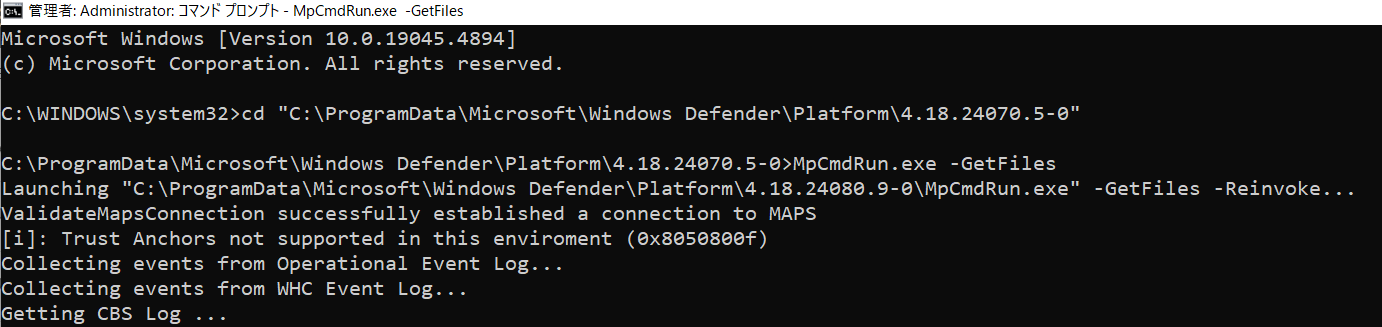 管理者: Administrator: コマンド プロンプト - MpCmdRun.exe -GetFiles
Microsoft Windows [Version 10.0.19045.4894]
(c) Microsoft Corporation. All rights reserved.
C:\WINDOWS\system32>cd "C:\ProgramData\Microsoft\Windows Defender\Platform\4.18.24070.5-0"
C:\ProgramData\Microsoft\Windows Defender\Platform\4.18.24070.5-0>MpCmdRun.exe -GetFiles
Launching "C:\ProgramData\Microsoft\Windows Defender\Platform\4.18.24080.9-0\MpCmdRun.exe" -GetFiles -Reinvoke...
ValidateMapsConnection successfully established a connection to MAPS
[i]: Trust Anchors not supported in this enviroment (0x8050800f)
Collecting events from Operational Event Log...
Collecting events from WHC Event Log...
Getting CBS Log ...